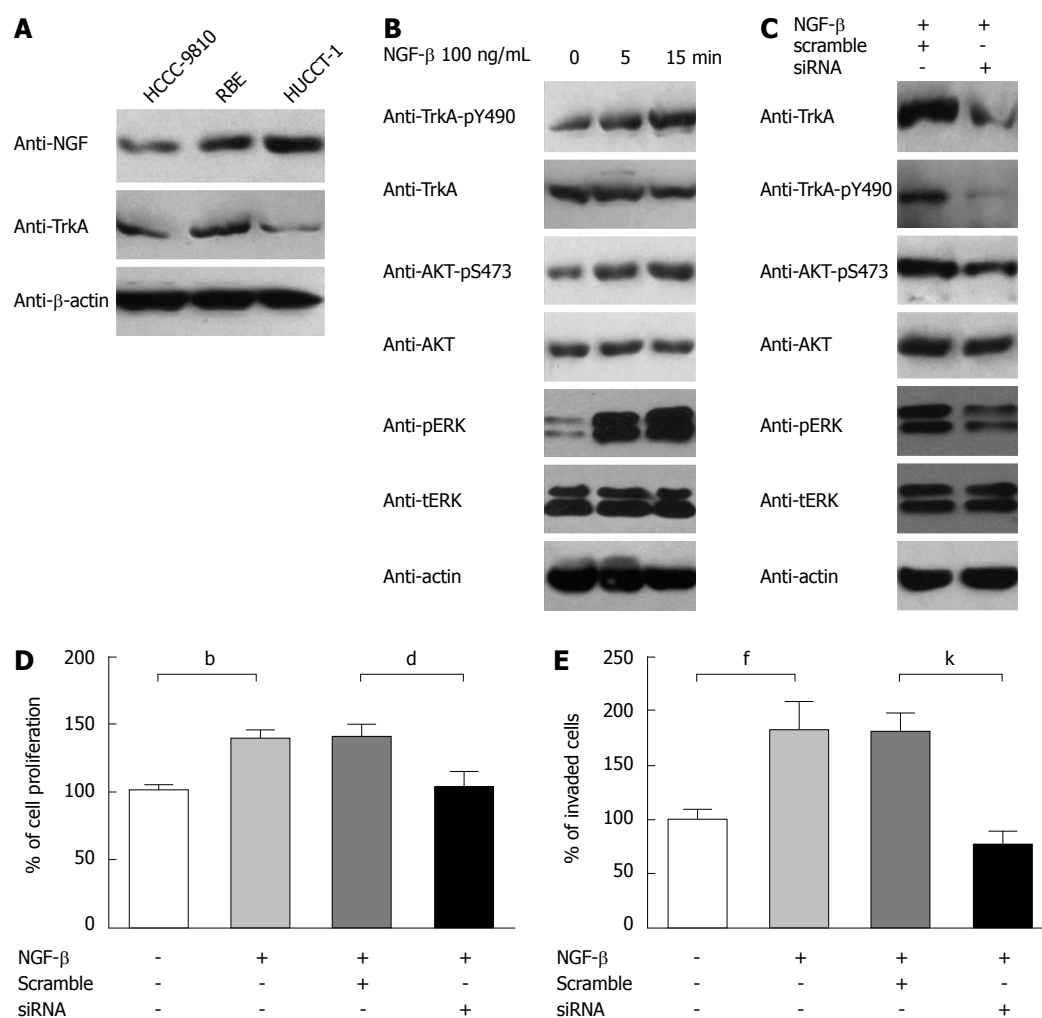 A
HCCC-9810 RBE HUCCT-1
Anti-NGF
Anti-TrkA
Anti-β-actin
B
NGF-β 100 ng/mL 0 5 15 min
Anti-TrkA-pY490
Anti-TrkA
Anti-AKT-pS473
Anti-AKT
Anti-pERK
Anti-tERK
Anti-actin
C
NGF-β + +
scramble + -
siRNA - +
Anti-TrkA
Anti-TrkA-pY490
Anti-AKT-pS473
Anti-AKT
Anti-pERK
Anti-tERK
Anti-actin
D
% of cell proliferation
200
150
100
50
0
b d
NGF-β - + + +
Scramble - - + -
siRNA - - - +
E
% of invaded cells
250
200
150
100
50
0
f k
NGF-β - + + +
Scramble - - + -
siRNA - - - +